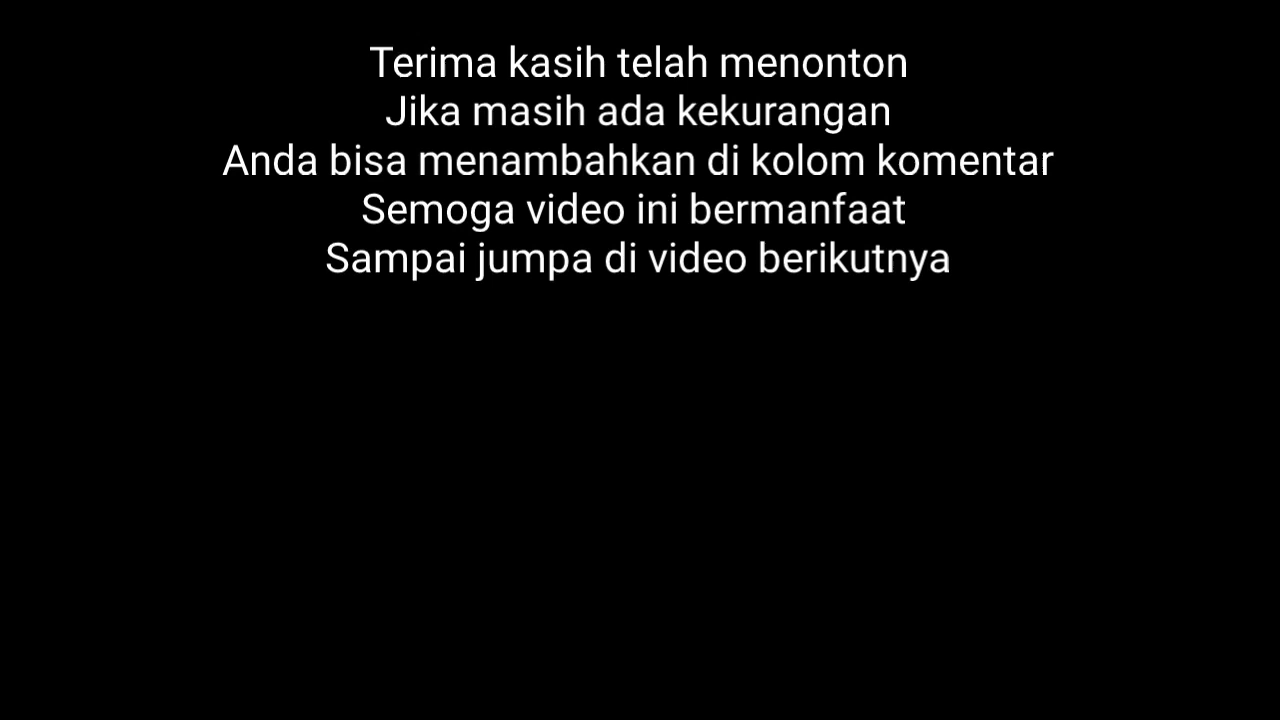 Terima kasih telah menonton
Jika masih ada kekurangan
Anda bisa menambahkan di kolom komentar
Semoga video ini bermanfaat
Sampai jumpa di video berikutnya